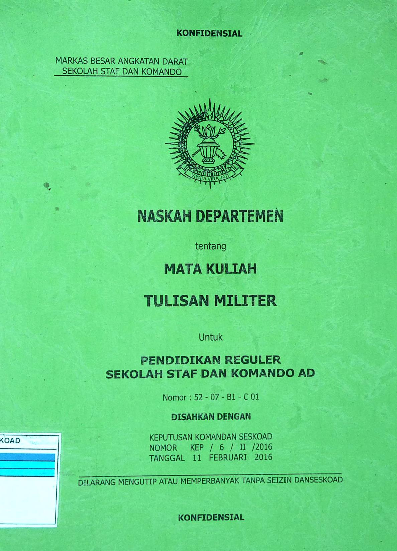 KONFIDENSIAL
MARKAS BESAR ANGKATAN DARAT
SEKOLAH STAF DAN KOMANDO
NASKAH DEPARTEMEN
tentang
MATA KULIAH
TULISAN MILITER
Untuk
PENDIDIKAN REGULER
SEKOLAH STAF DAN KOMANDO AD
Nomor : 52 - 07 - B1 - C 01
DISAHKAN DENGAN
KEPUTUSAN KOMANDAN SESKOAD
NOMOR KEP / 6 / II /2016
TANGGAL 11 FEBRUARI 2016
DILARANG MENGUTIP ATAU MEMPERBANYAK TANPA SEIZIN DANSESKOAD
KONFIDENSIAL
KOAD